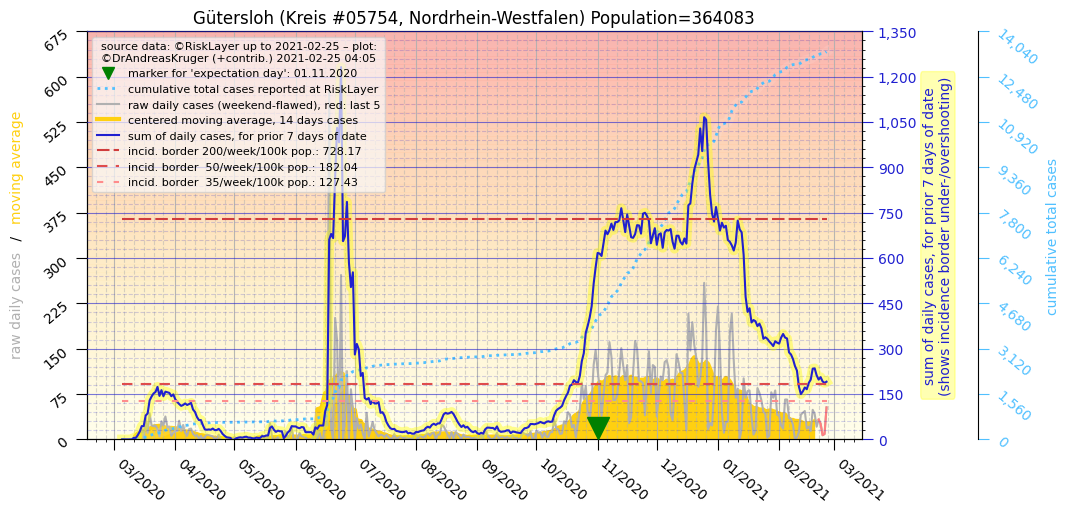 Gütersloh (Kreis #05754, Nordrhein-Westfalen) Population=364083
source data: ©RiskLayer up to 2021-02-25 – plot:
©DrAndreasKruger (+contrib.) 2021-02-25 04:05
marker for 'expectation day': 01.11.2020
cumulative total cases reported at RiskLayer
raw daily cases (weekend-flawed), red: last 5
centered moving average, 14 days cases
sum of daily cases, for prior 7 days of date
incid. border 200/week/100k pop.: 728.17
incid. border  50/week/100k pop.: 182.04
incid. border  35/week/100k pop.: 127.43
raw daily cases  /  moving average
675
600
525
450
375
300
225
150
75
0
1,350
1,200
1,050
900
750
600
450
300
150
0
sum of daily cases, for prior 7 days of date
(shows incidence border under-/overshooting)
14,040
12,480
10,920
9,360
7,800
6,240
4,680
3,120
1,560
0
cumulative total cases
03/2020
04/2020
05/2020
06/2020
07/2020
08/2020
09/2020
10/2020
11/2020
12/2020
01/2021
02/2021
03/2021